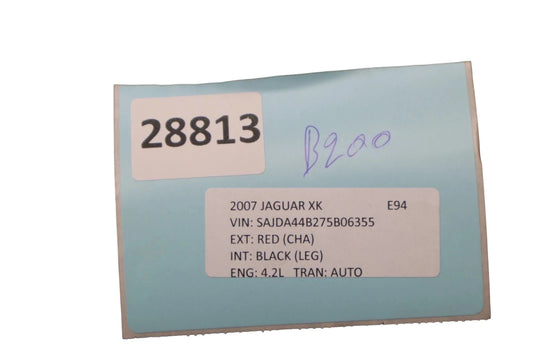 28813
B200
2007 JAGUAR XK E94
VIN: SAJDA44B275B06355
EXT: RED (CHA)
INT: BLACK (LEG)
ENG: 4.2L TRAN: AUTO